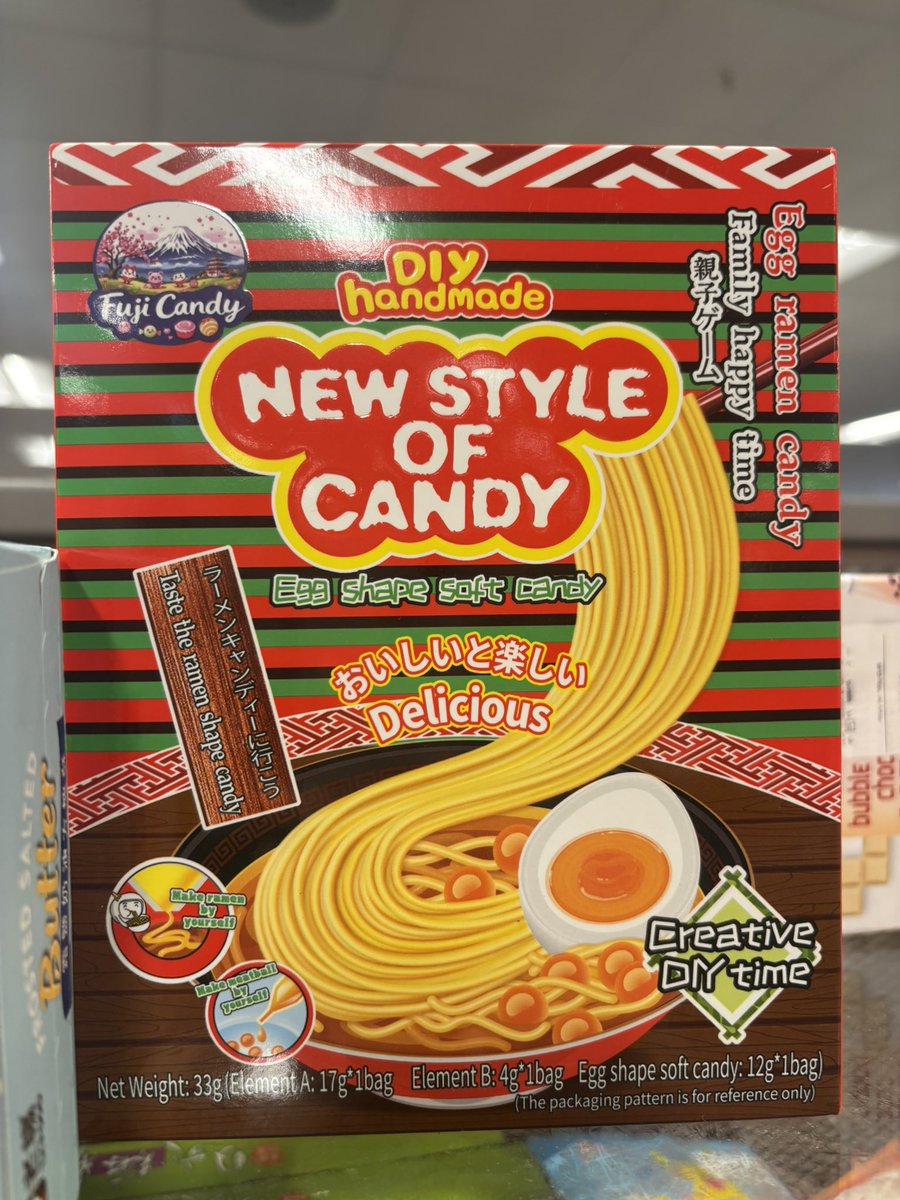 Fuji Candy
DIY
handmade
NEW STYLE
OF
CANDY
Egg ramen candy
Family happy time
親子ゲーム
Egg shape soft candy
ラーメンキャンディーに行こう
Taste the ramen shape candy
おいしいと楽しい
Delicious
Make ramen
by
yourself
Make meatball
by
yourself
Creative
DIY time
Net Weight: 33g (Element A: 17g*1bag Element B: 4g*1bag Egg shape soft candy: 12g*1bag)
(The packaging pattern is for reference only)
SALTED
Butter
bubble
choc